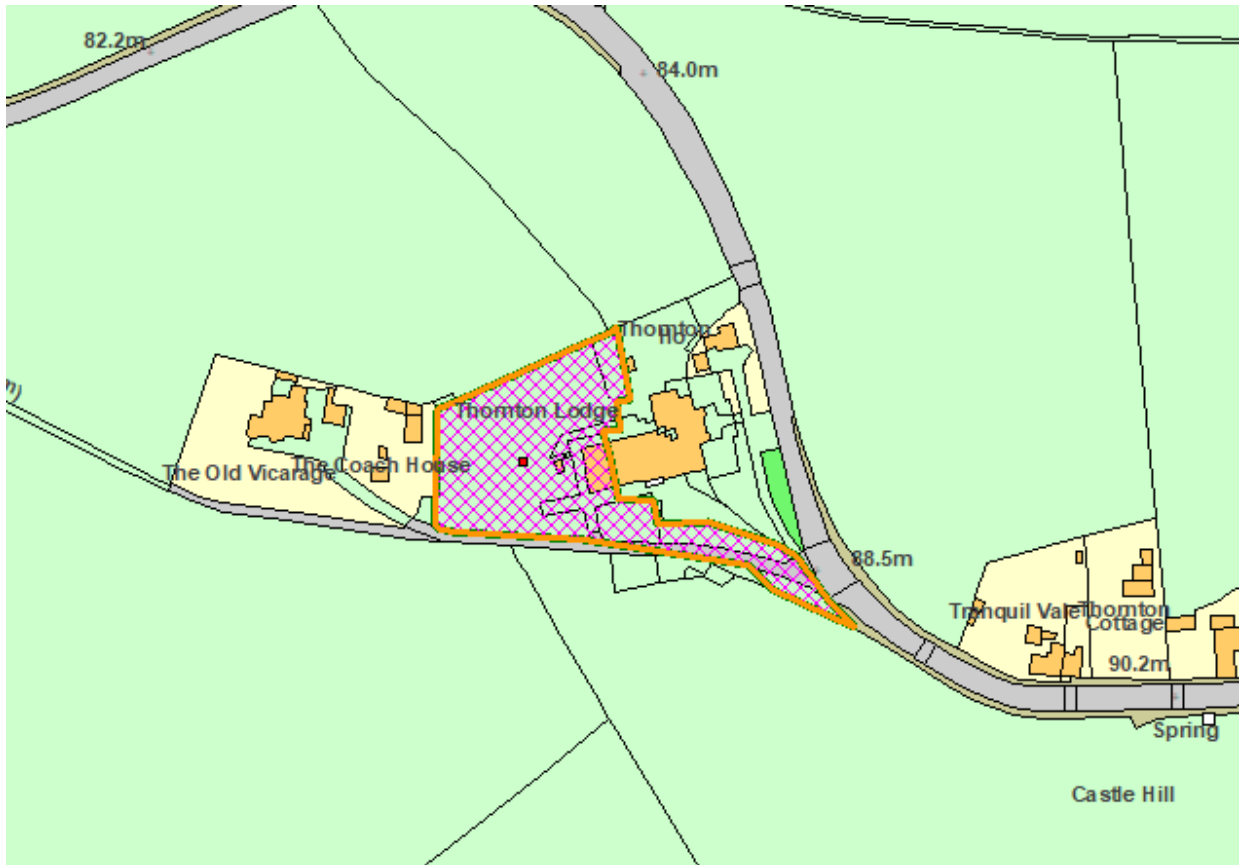 82.2m
84.0m
Thornton
Ho
Thornton Lodge
The Coach House
The Old Vicarage
88.5m
Tranquil Vale
Thornton
Cottage
90.2m
Spring
Castle Hill